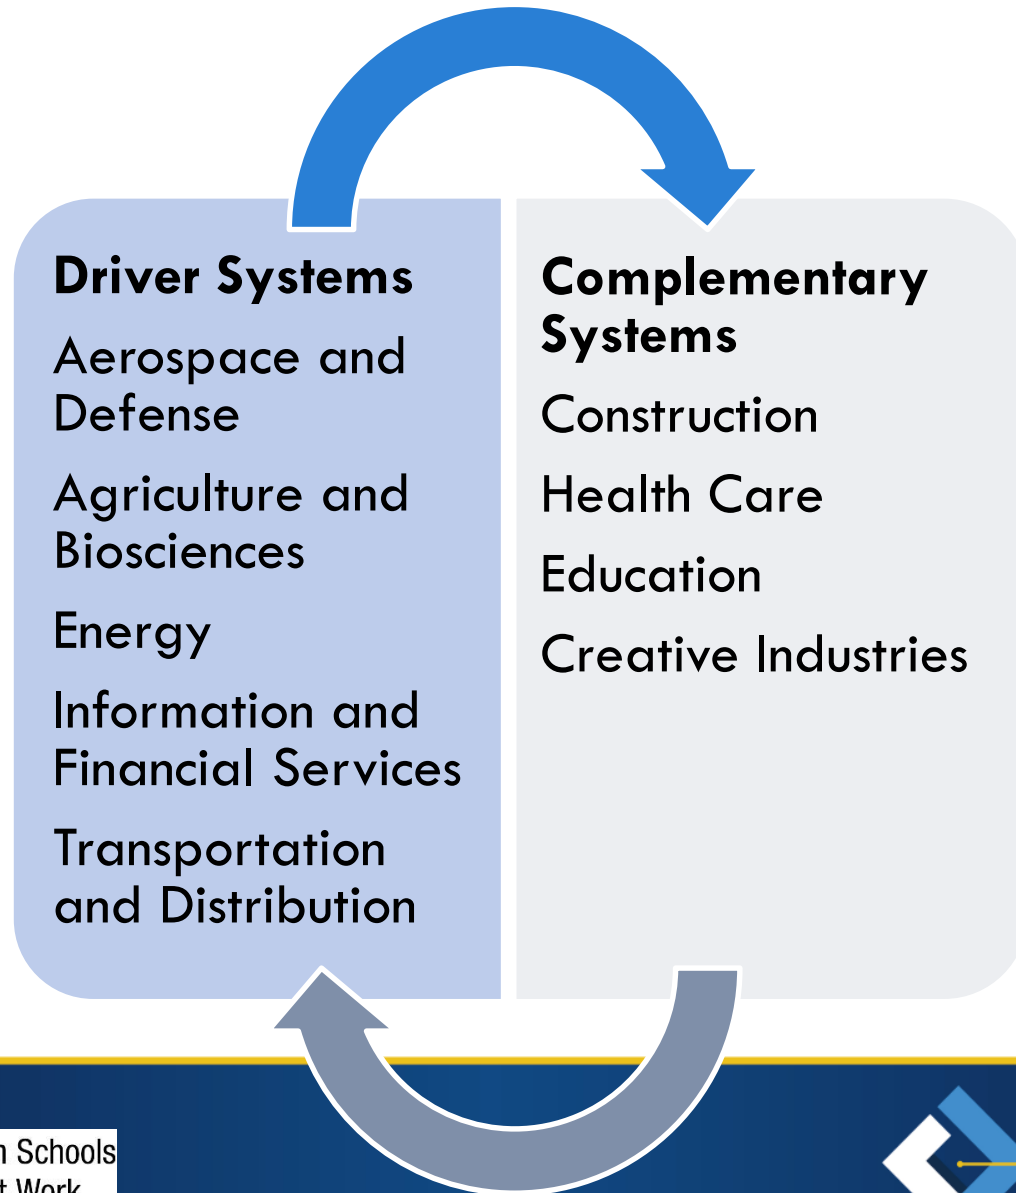 Driver Systems
Aerospace and
Defense
Agriculture and
Biosciences
Energy
Information and
Financial Services
Transportation
and Distribution
Complementary
Systems
Construction
Health Care
Education
Creative Industries
Schools
Work